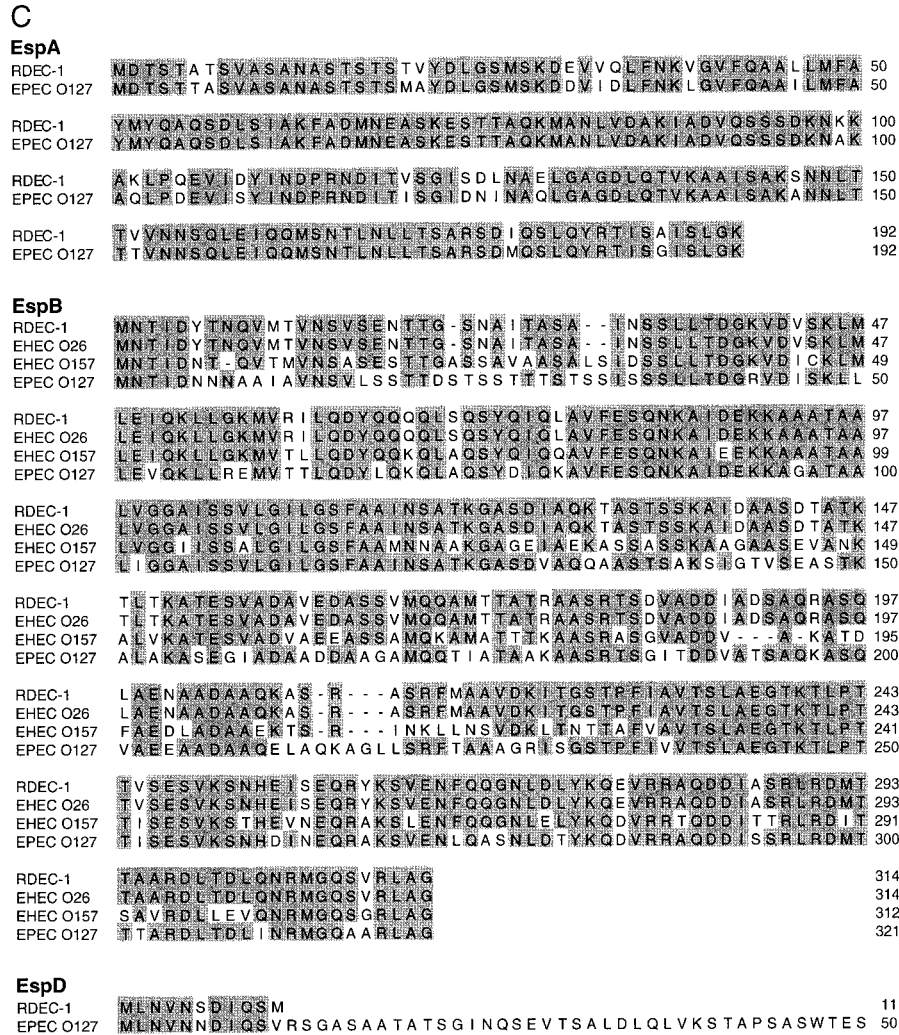 C
EspA
RDEC-1 MDTSTATSVASANASTSTSTVYDLGSMSKDEVVQLFNKVGVFQAALLMFA 50
EPEC O127 MDTSTTASVASANASTSTSMAYDLGSMSKDDVIDLFNKLGVFQAAILMFA 50
RDEC-1 YMYQAQSDLSIAKFADMNEASKESTTAQKMANLVDAKIADVQSSSDKNKK 100
EPEC O127 YMYQAQSDLSIAKFADMNEASKESTTAQKMANLVDAKIADVQSSSDKNAK 100
RDEC-1 AKLPQEVIDYINDPRNDITVSGISDLNAELGAGDLQTVKAAISAKSNNLT 150
EPEC O127 AQLPDEVISYINDPRNDITISGIDNINAQLGAGDLQTVKAAISAKANNLT 150
RDEC-1 TVVNNSQLEIQQMSNTLNLLTSARSDIQSLQYRTISAISLGK 192
EPEC O127 TTVNNSQLEIQQMSNTLNLLTSARSDMQSLQYRTISGISLGK 192
EspB
RDEC-1 MNTIDYTNQVMTVNSVSENTTG-SNAITASA--INSSLLTDGKVDVSKLM 47
EHEC O26 MNTIDYTNQVMTVNSVSENTTG-SNAITASA--INSSLLTDGKVDVSKLM 47
EHEC O157 MNTIDNT-QVTMVNSASESTTGASSAVAASALSIDSSLLTDGKVDICKLM 49
EPEC O127 MNTIDNNNAAIAVNSVLSSTTDSTSSTTTSTSSISSSLLTDGRVDISKLL 50
RDEC-1 LEIQKLLGKMVRILQDYQQQQLSQSYQIQLAVFESQNKAIDEKKAAATAA 97
EHEC O26 LEIQKLLGKMVRILQDYQQQQLSQSYQIQLAVFESQNKAIDEKKAAATAA 97
EHEC O157 LEIQKLLGKMVTLLQDYQQKQLAQSYQIQQAVFESQNKAIEEKKAAATAA 99
EPEC O127 LEVQKLLREMVTTLQDYLQKQLAQSYDIQKAVFESQNKAIDEKKAGATAA 100
RDEC-1 LVGGAISSVLGILGSFAAINSATKGASDIAQKTASTSSKAIDAASDTATK 147
EHEC O26 LVGGAISSVLGILGSFAAINSATKGASDIAQKTASTSSKAIDAASDTATK 147
EHEC O157 LVGGIISSALGILGSFAAMNNAAKGAGEIAEKASSASSKAAGAASEVANK 149
EPEC O127 LIGGAISSVLGILGSFAAINSATKGASDVAQQAASTSAKSIGTVSEASTK 150
RDEC-1 TLTKATESVADAVEDASSVMQQAMTTATRAASRTSDVADDIADSAQRASQ 197
EHEC O26 TLTKATESVADAVEDASSVMQQAMTTATRAASRTSDVADDIADSAQRASQ 197
EHEC O157 ALVKATESVADVAEEASSAMQKAMATTTKAASRASGVADDV---A-KATD 195
EPEC O127 ALAKASEGIADAADDAAGAMQQTIATAAKAASRTSGITDDVATSAQKASQ 200
RDEC-1 LAENAADAAQKAS-R---ASRFMAAVDKITGSTPFIAVTSLAEGTKTLPT 243
EHEC O26 LAENAADAAQKAS-R---ASRFMAAVDKITGSTPFIAVTSLAEGTKTLPT 243
EHEC O157 FAEDLADAAEKTS-R---INKLLNSVDKLTNTTAFVAVTSLAEGTKTLPT 241
EPEC O127 VAEEAADAAQELAQKAGLLSRFTAAAGRISGSTPFIVVTSLAEGTKTLPT 250
RDEC-1 TVSESVKSNHEISEQRYKSVENFQQGNLDLYKQEVRRAQDDIASRLRDMT 293
EHEC O26 TVSESVKSNHEISEQRYKSVENFQQGNLDLYKQEVRRAQDDIASRLRDMT 293
EHEC O157 TISESVKSTHEVNEQRAKSLENFQQGNLELYKQDVRRTQDDITTRLRDIT 291
EPEC O127 TISESVKSNHDINEQRAKSVENLQASNLDTYKQDVRRAQDDISSRLRDMT 300
RDEC-1 TAARDLTDLQNRMGQSVRLAG 314
EHEC O26 TAARDLTDLQNRMGQSVRLAG 314
EHEC O157 SAVRDLLEVQNRMGQSGRLAG 312
EPEC O127 TTARDLTDLINRMGQAARLAG 321
EspD
RDEC-1 MLNVNSDIQSM 11
EPEC O127 MLNVNNDIQSVRSGASAATATSGINQSEVTSALDLQLVKSTAPSASWTES 50